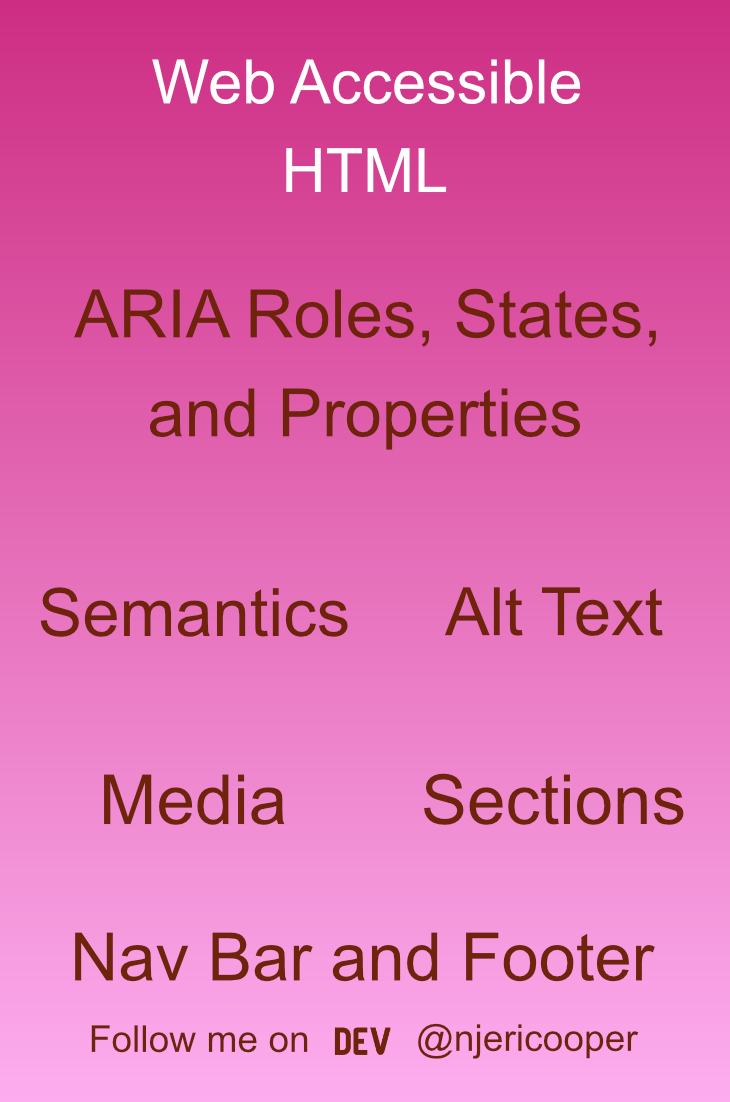 Web Accessible
HTML
ARIA Roles, States,
and Properties
Semantics Alt Text
Media Sections
Nav Bar and Footer
Follow me on DEV @njericooper